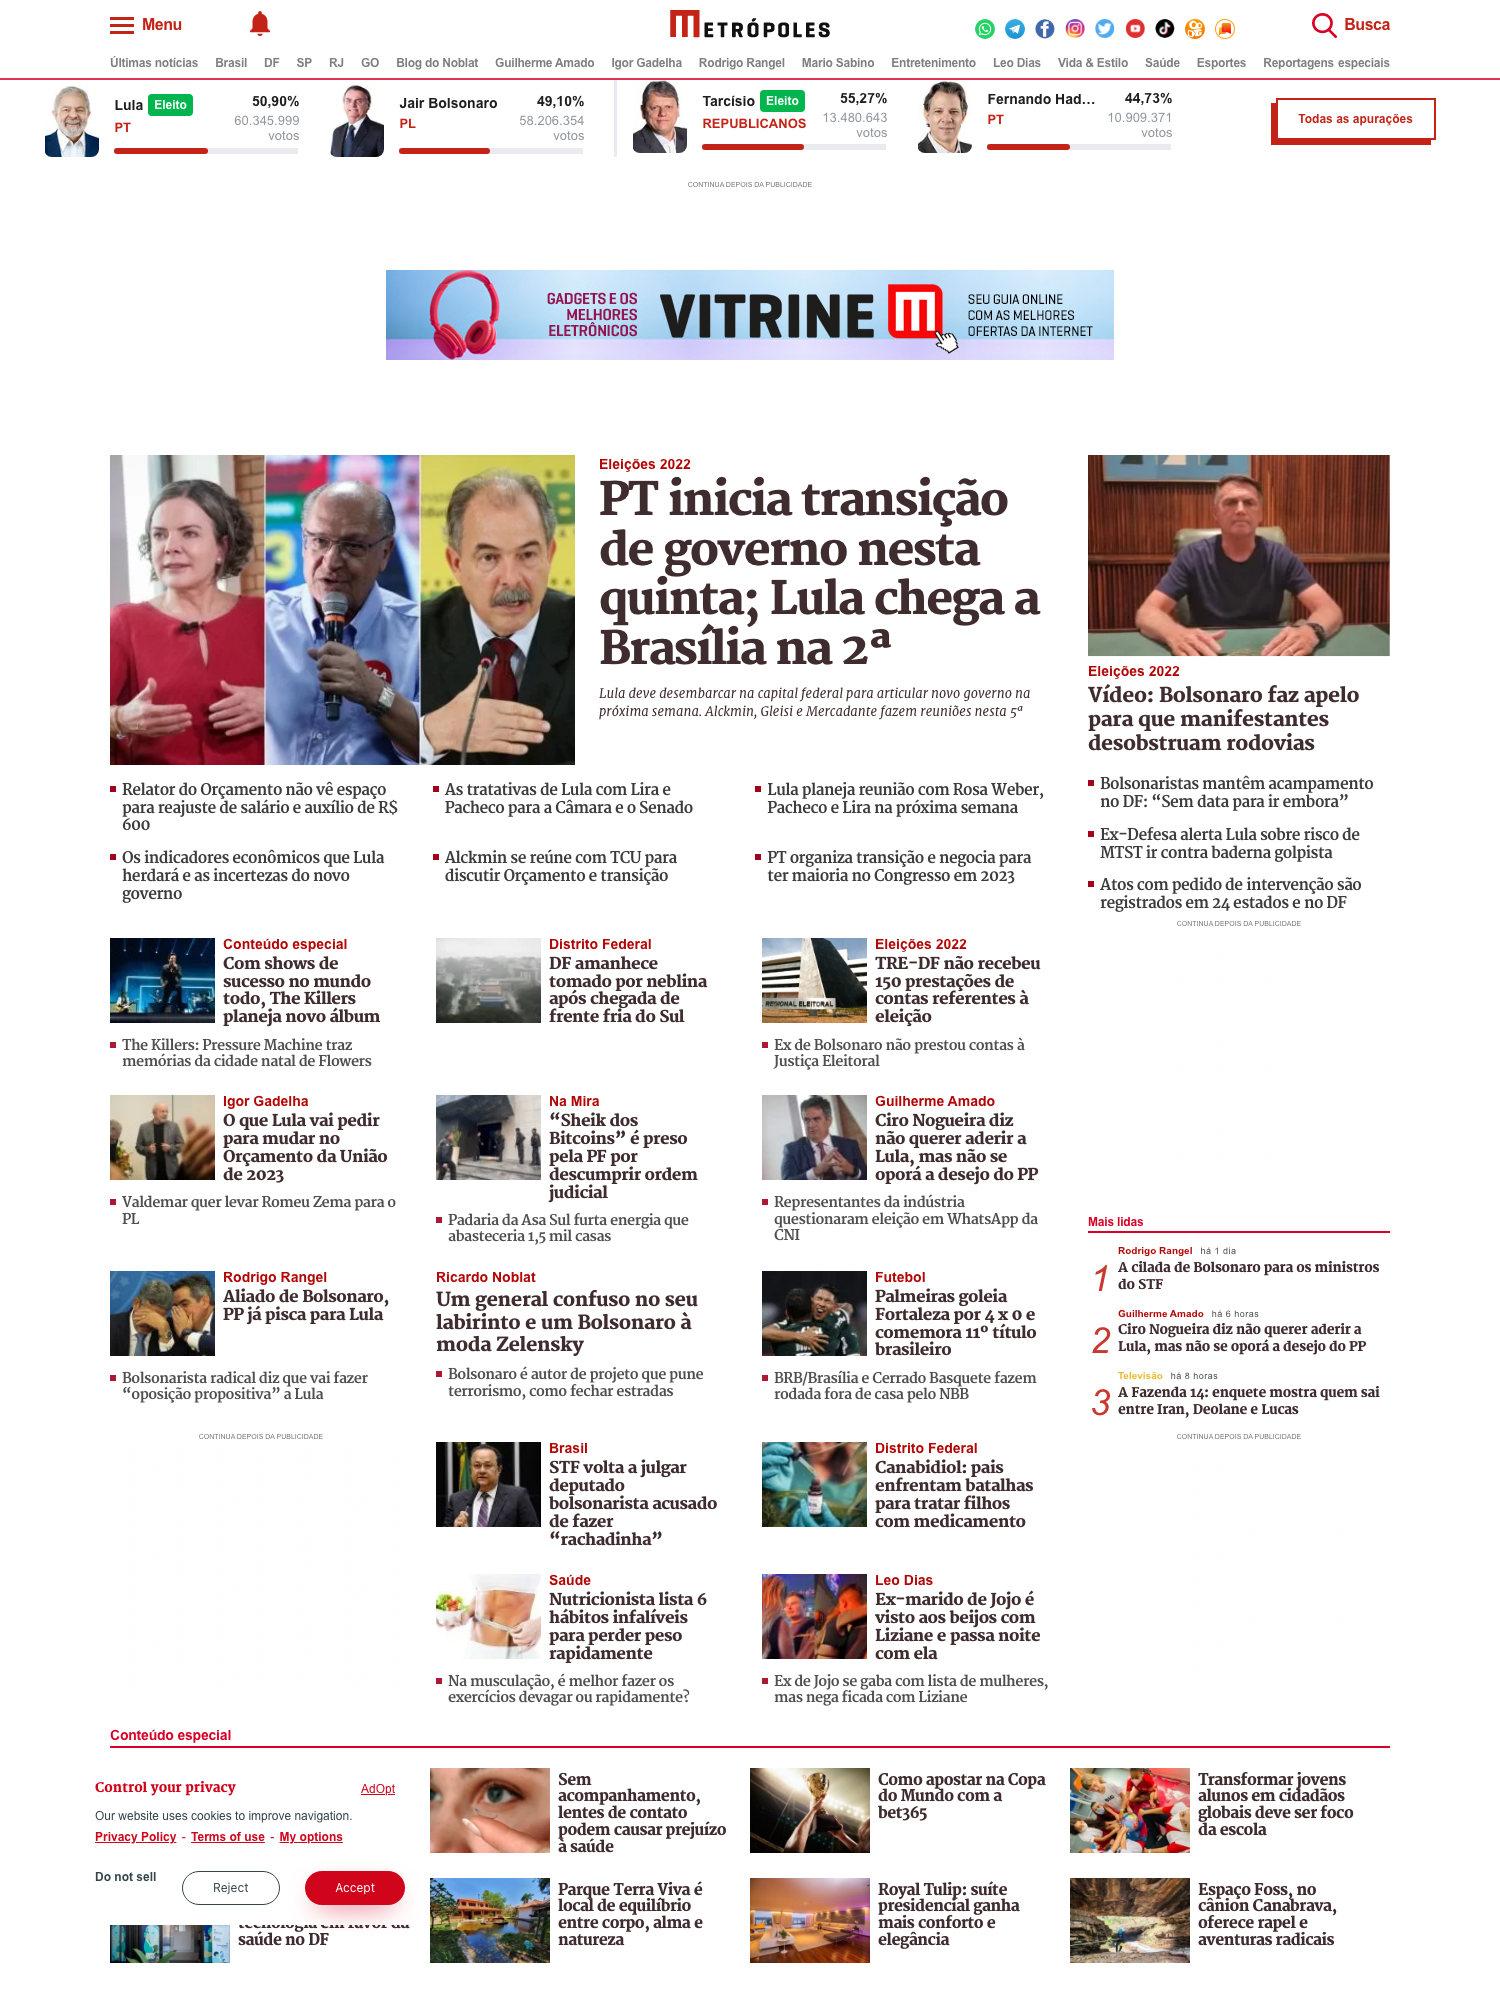 Menu
METRÓPOLES
Busca
Últimas notícias Brasil DF SP RJ GO Blog do Noblat Guilherme Amado Igor Gadelha Rodrigo Rangel Mario Sabino Entretenimento Leo Dias Vida & Estilo Saúde Esportes Reportagens especiais
Lula Eleito 50,90%
PT 60.345.999
votos
Jair Bolsonaro 49,10%
PL 58.206.354
votos
Tarcísio Eleito 55,27%
REPUBLICANOS 13.480.643
votos
Fernando Had... 44,73%
PT 10.909.371
votos
Todas as apurações
CONTINUA DEPOIS DA PUBLICIDADE
GADGETS E OS
MELHORES
ELETRÔNICOS
VITRINE M
SEU GUIA ONLINE
COM AS MELHORES
OFERTAS DA INTERNET
Eleições 2022
PT inicia transição
de governo nesta
quinta; Lula chega a
Brasília na 2ª
Lula deve desembarcar na capital federal para articular novo governo na
próxima semana. Alckmin, Gleisi e Mercadante fazem reuniões nesta 5ª
Relator do Orçamento não vê espaço
para reajuste de salário e auxílio de R$
600
As tratativas de Lula com Lira e
Pacheco para a Câmara e o Senado
Lula planeja reunião com Rosa Weber,
Pacheco e Lira na próxima semana
Os indicadores econômicos que Lula
herdará e as incertezas do novo
governo
Alckmin se reúne com TCU para
discutir Orçamento e transição
PT organiza transição e negocia para
ter maioria no Congresso em 2023
Eleições 2022
Vídeo: Bolsonaro faz apelo
para que manifestantes
desobstruam rodovias
Bolsonaristas mantêm acampamento
no DF: “Sem data para ir embora”
Ex-Defesa alerta Lula sobre risco de
MTST ir contra baderna golpista
Atos com pedido de intervenção são
registrados em 24 estados e no DF
CONTINUA DEPOIS DA PUBLICIDADE
Conteúdo especial
Com shows de
sucesso no mundo
todo, The Killers
planeja novo álbum
The Killers: Pressure Machine traz
memórias da cidade natal de Flowers
Distrito Federal
DF amanhece
tomado por neblina
após chegada de
frente fria do Sul
REGIONAL ELEITORAL
Eleições 2022
TRE-DF não recebeu
150 prestações de
contas referentes à
eleição
Ex de Bolsonaro não prestou contas à
Justiça Eleitoral
Igor Gadelha
O que Lula vai pedir
para mudar no
Orçamento da União
de 2023
Valdemar quer levar Romeu Zema para o
PL
Na Mira
“Sheik dos
Bitcoins” é preso
pela PF por
descumprir ordem
judicial
Padaria da Asa Sul furta energia que
abasteceria 1,5 mil casas
Guilherme Amado
Ciro Nogueira diz
não querer aderir a
Lula, mas não se
oporá a desejo do PP
Representantes da indústria
questionaram eleição em WhatsApp da
CNI
Rodrigo Rangel
Aliado de Bolsonaro,
PP já pisca para Lula
Bolsonarista radical diz que vai fazer
“oposição propositiva” a Lula
Ricardo Noblat
Um general confuso no seu
labirinto e um Bolsonaro à
moda Zelensky
Bolsonaro é autor de projeto que pune
terrorismo, como fechar estradas
Futebol
Palmeiras goleia
Fortaleza por 4 x 0 e
comemora 11º título
brasileiro
BRB/Brasília e Cerrado Basquete fazem
rodada fora de casa pelo NBB
Mais lidas
Rodrigo Rangel há 1 dia
1 A cilada de Bolsonaro para os ministros
do STF
Guilherme Amado há 6 horas
2 Ciro Nogueira diz não querer aderir a
Lula, mas não se oporá a desejo do PP
Televisão há 8 horas
3 A Fazenda 14: enquete mostra quem sai
entre Iran, Deolane e Lucas
CONTINUA DEPOIS DA PUBLICIDADE
CONTINUA DEPOIS DA PUBLICIDADE
Brasil
STF volta a julgar
deputado
bolsonarista acusado
de fazer
“rachadinha”
Distrito Federal
Canabidiol: pais
enfrentam batalhas
para tratar filhos
com medicamento
Saúde
Nutricionista lista 6
hábitos infalíveis
para perder peso
rapidamente
Na musculação, é melhor fazer os
exercícios devagar ou rapidamente?
Leo Dias
Ex-marido de Jojo é
visto aos beijos com
Liziane e passa noite
com ela
Ex de Jojo se gaba com lista de mulheres,
mas nega ficada com Liziane
Conteúdo especial
Control your privacy
AdOpt
Our website uses cookies to improve navigation.
Privacy Policy - Terms of use - My options
Do not sell
Reject
Accept
tecnologia em favor da
saúde no DF
Sem
acompanhamento,
lentes de contato
podem causar prejuízo
à saúde
Como apostar na Copa
do Mundo com a
bet365
Transformar jovens
alunos em cidadãos
globais deve ser foco
da escola
Parque Terra Viva é
local de equilíbrio
entre corpo, alma e
natureza
Royal Tulip: suíte
presidencial ganha
mais conforto e
elegância
Espaço Foss, no
cânion Canabrava,
oferece rapel e
aventuras radicais